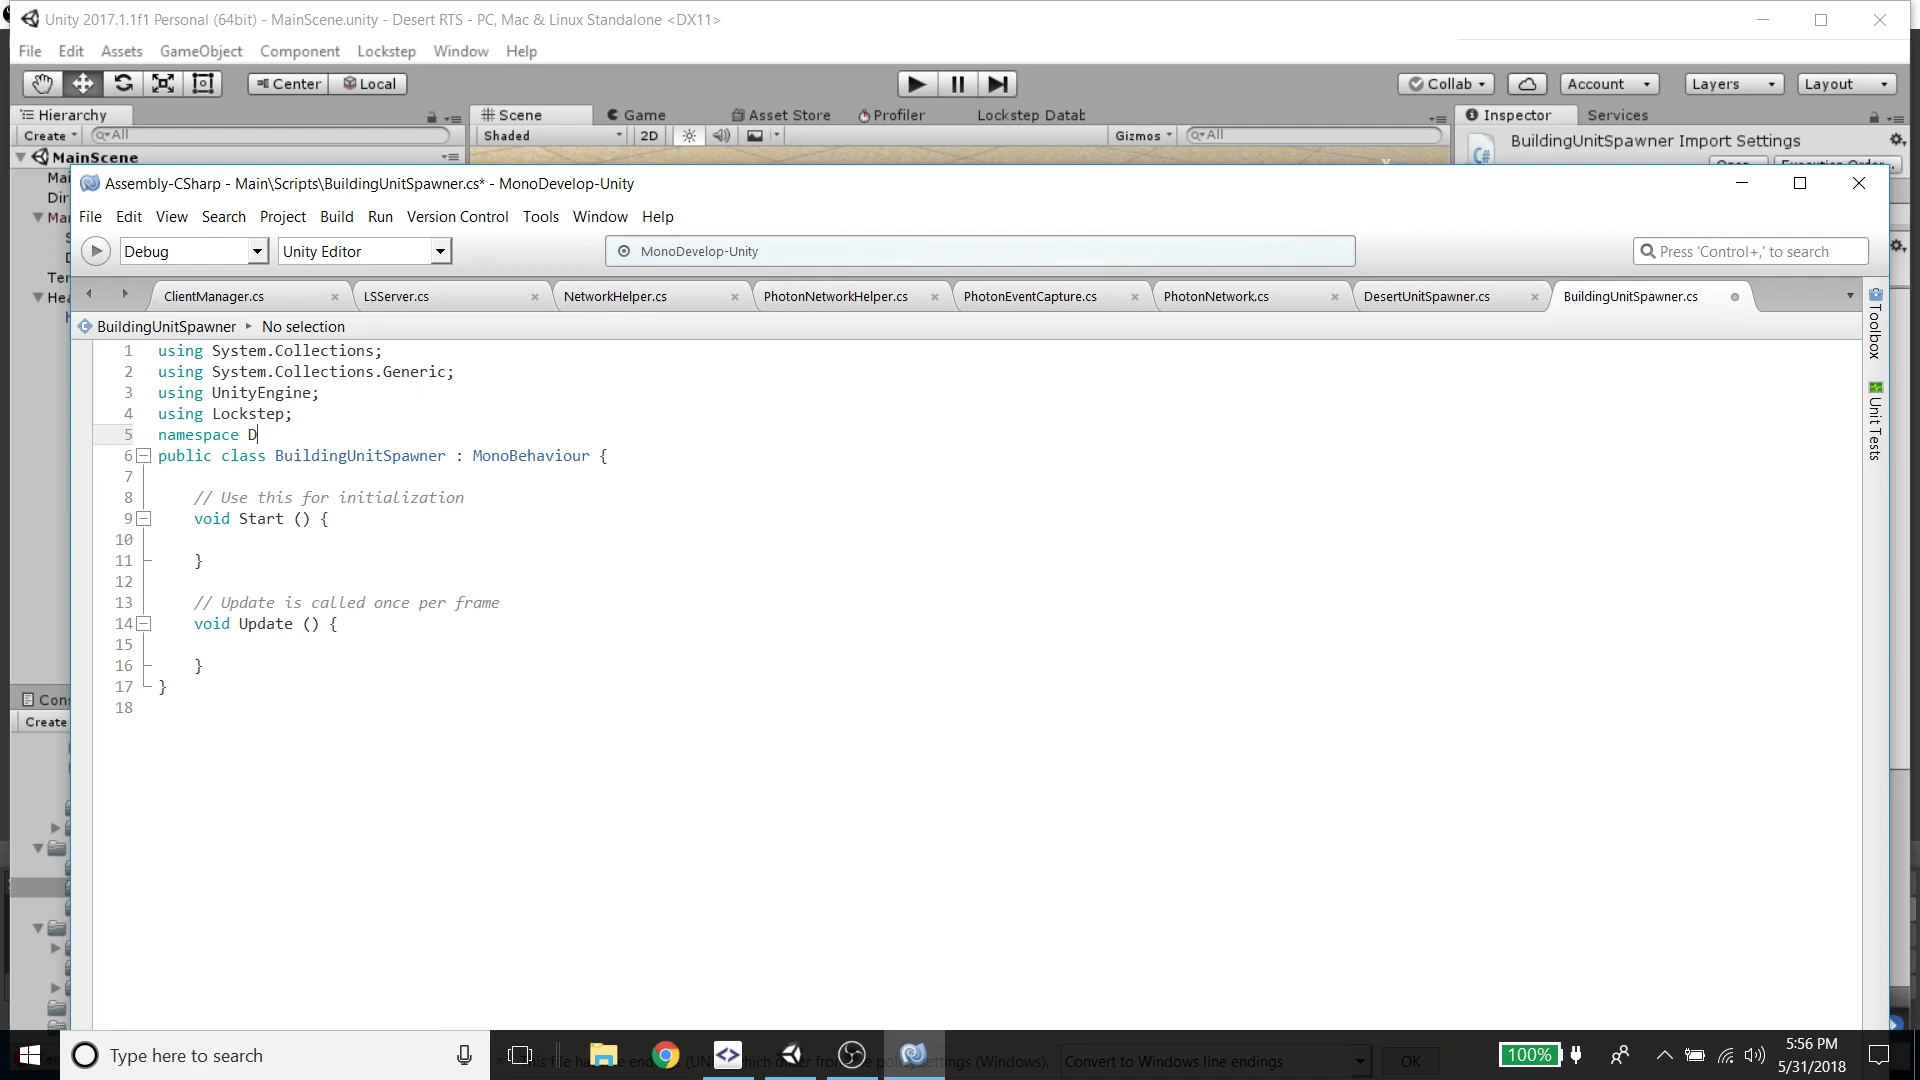 Unity 2017.1.1f1 Personal (64bit) - MainScene.unity - Desert RTS - PC, Mac & Linux Standalone <DX11>
File Edit Assets GameObject Component Lockstep Window Help
Center Local Collab Account Layers Layout
Hierarchy Scene Game Asset Store Profiler Lockstep Datab Inspector Services
Create All Shaded 2D Gizmos All
BuildingUnitSpawner Import Settings
MainScene
Mai
Dir
Ma
Ter
Hea
Assembly-CSharp - Main\Scripts\BuildingUnitSpawner.cs* - MonoDevelop-Unity
File Edit View Search Project Build Run Version Control Tools Window Help
Debug Unity Editor MonoDevelop-Unity Press 'Control+,' to search
ClientManager.cs LSServer.cs NetworkHelper.cs PhotonNetworkHelper.cs PhotonEventCapture.cs PhotonNetwork.cs DesertUnitSpawner.cs BuildingUnitSpawner.cs
BuildingUnitSpawner No selection
Toolbox
Unit Tests
1 using System.Collections;
2 using System.Collections.Generic;
3 using UnityEngine;
4 using Lockstep;
5 namespace D
6 public class BuildingUnitSpawner : MonoBehaviour {
7
8 // Use this for initialization
9 void Start () {
10
11 }
12
13 // Update is called once per frame
14 void Update () {
15
16 }
17 }
18
Cons
Create
Type here to search
Convert to Windows line endings OK
100%
5:56 PM
5/31/2018